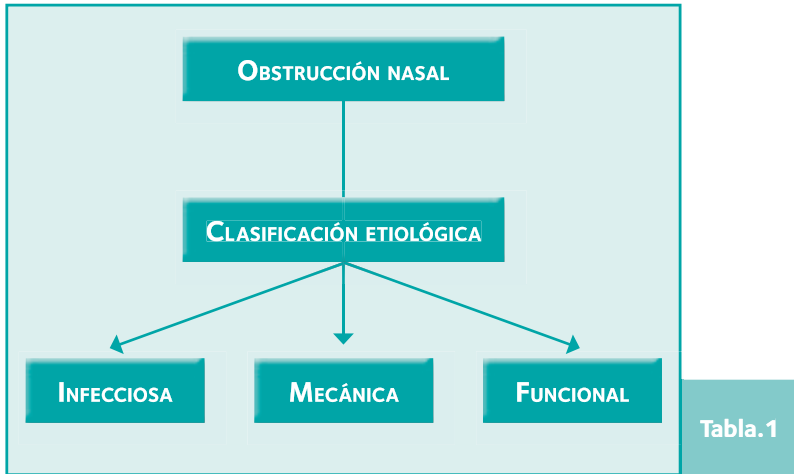 Obstrucción nasal
Clasificación etiológica
Infecciosa
Mecánica
Funcional
Tabla.1